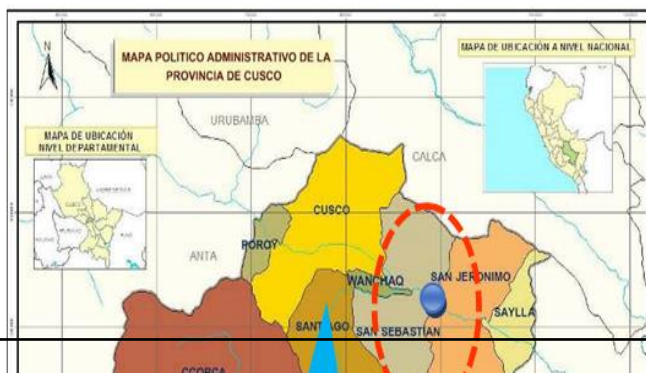 MAPA POLITICO ADMINISTRATIVO DE LA
PROVINCIA DE CUSCO
MAPA DE UBICACIÓN A NIVEL NACIONAL
N
URUBAMBA
MAPA DE UBICACIÓN
NIVEL DEPARTAMENTAL
CALCA
CUSCO
POROY
ANTA
WANCHAQ
SAN JERONIMO
SAYLLA
SANTIAGO
SAN SEBASTIAN
CCORCA